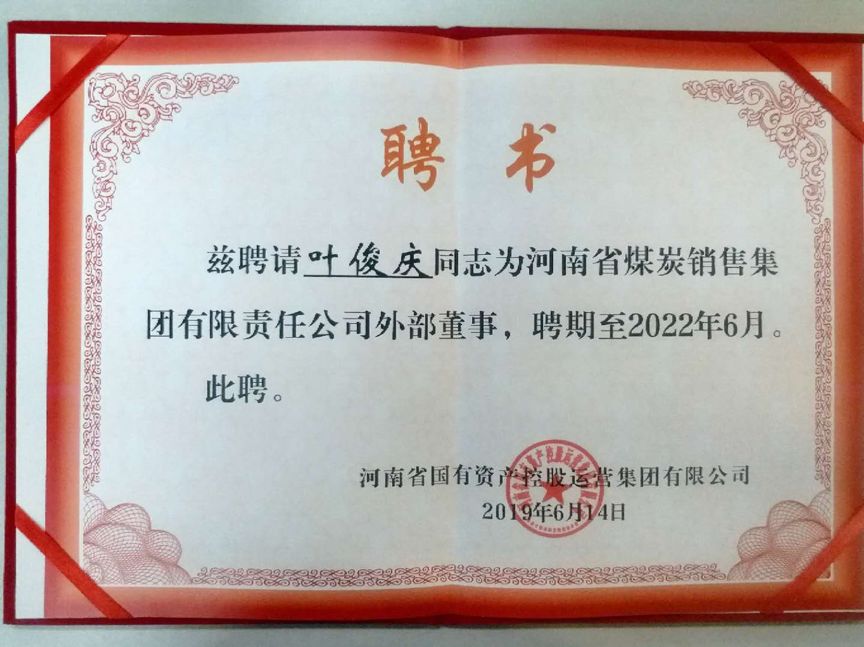 聘书
兹聘请叶俊庆同志为河南省煤炭销售集
团有限责任公司外部董事，聘期至2022年6月。
此聘。
河南省国有资产控股运营集团有限公司
2019年6月14日